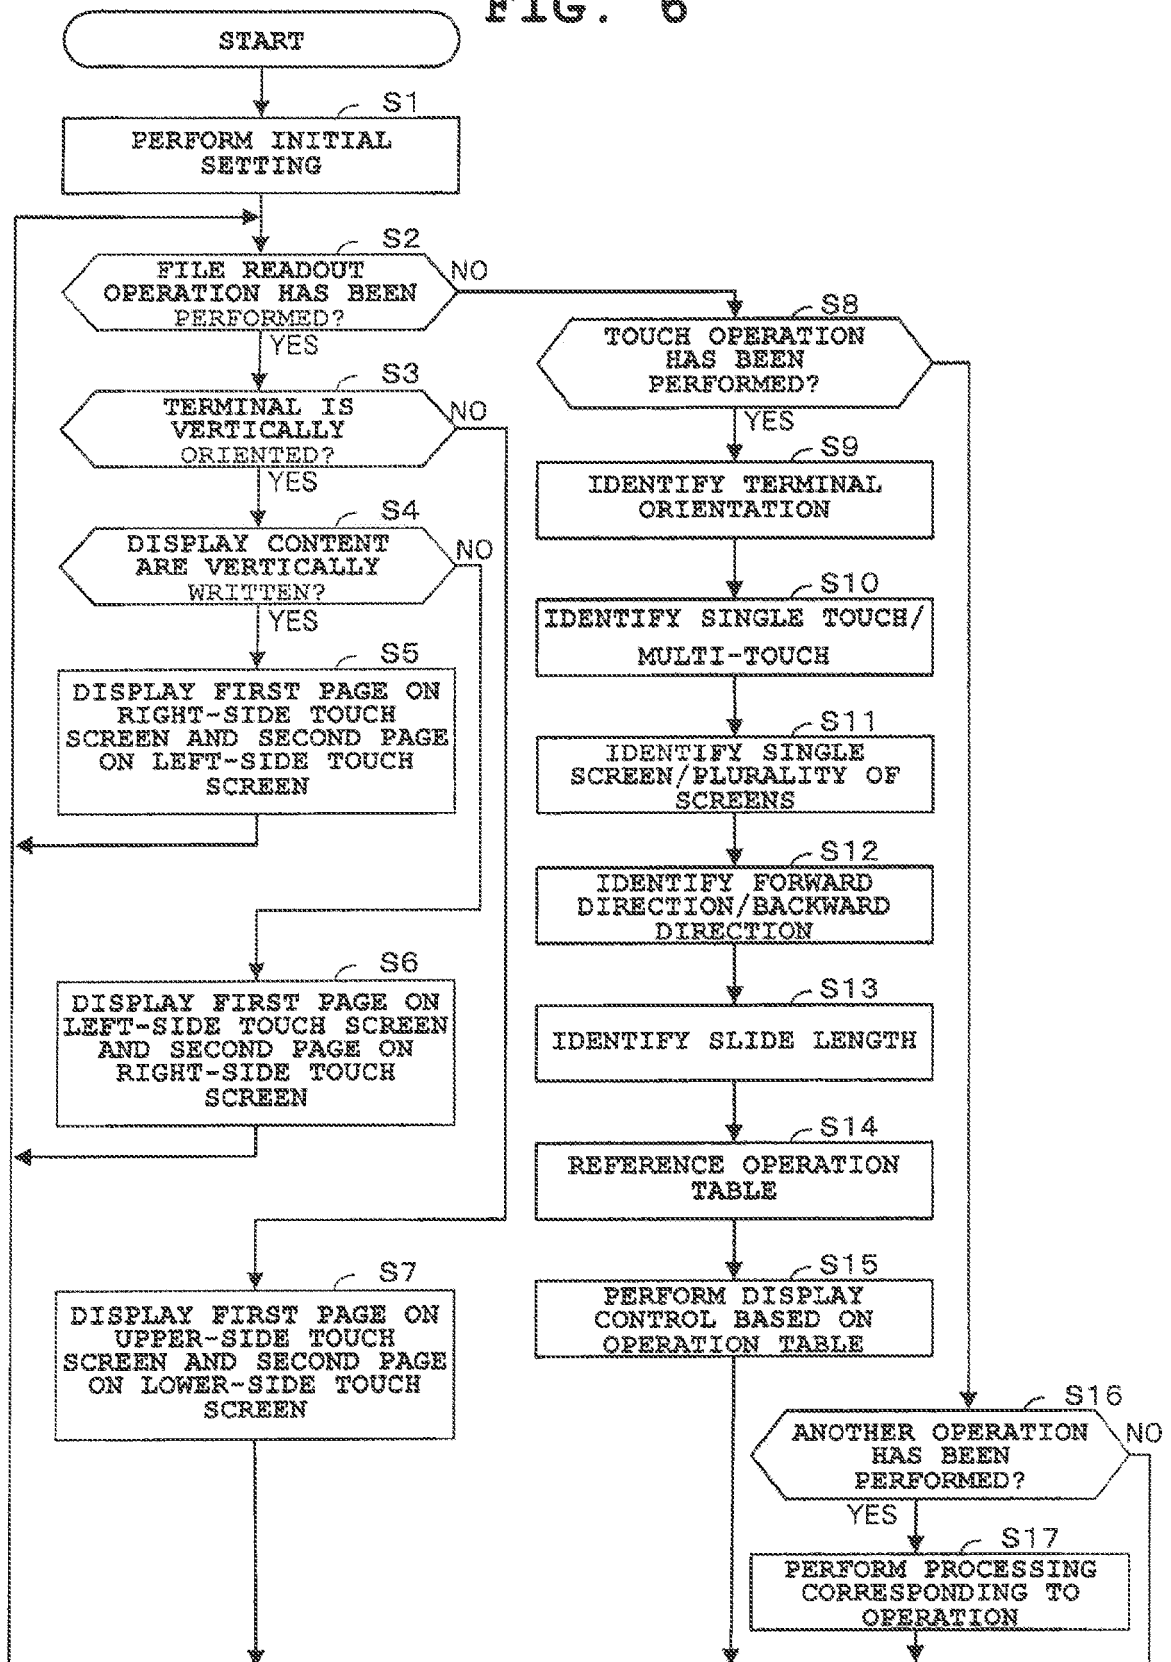 FIG. 6
START
S1
PERFORM INITIAL
SETTING
S2
FILE READOUT
OPERATION HAS BEEN
PERFORMED?
NO
YES
S3
TERMINAL IS
VERTICALLY
ORIENTED?
NO
YES
S4
DISPLAY CONTENT
ARE VERTICALLY
WRITTEN?
NO
YES
S5
DISPLAY FIRST PAGE ON
RIGHT-SIDE TOUCH
SCREEN AND SECOND PAGE
ON LEFT-SIDE TOUCH
SCREEN
S6
DISPLAY FIRST PAGE ON
LEFT-SIDE TOUCH SCREEN
AND SECOND PAGE ON
RIGHT-SIDE TOUCH
SCREEN
S7
DISPLAY FIRST PAGE ON
UPPER-SIDE TOUCH
SCREEN AND SECOND PAGE
ON LOWER-SIDE TOUCH
SCREEN
S8
TOUCH OPERATION
HAS BEEN
PERFORMED?
YES
S9
IDENTIFY TERMINAL
ORIENTATION
S10
IDENTIFY SINGLE TOUCH/
MULTI-TOUCH
S11
IDENTIFY SINGLE
SCREEN/PLURALITY OF
SCREENS
S12
IDENTIFY FORWARD
DIRECTION/BACKWARD
DIRECTION
S13
IDENTIFY SLIDE LENGTH
S14
REFERENCE OPERATION
TABLE
S15
PERFORM DISPLAY
CONTROL BASED ON
OPERATION TABLE
S16
ANOTHER OPERATION
HAS BEEN
PERFORMED?
NO
YES
S17
PERFORM PROCESSING
CORRESPONDING TO
OPERATION